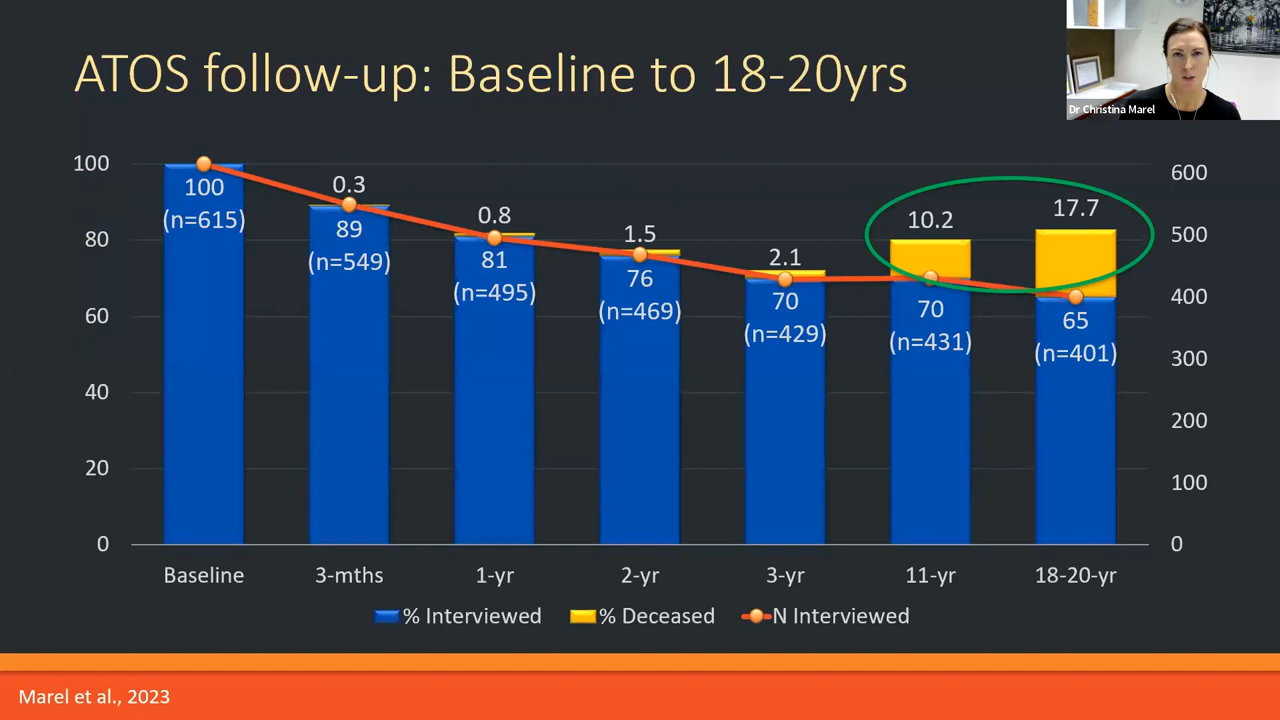 ATOS follow-up: Baseline to 18-20yrs
Dr Christina Marel
100
80
60
40
20
0
600
500
400
300
200
100
0
100
(n=615)
0.3
89
(n=549)
0.8
81
(n=495)
1.5
76
(n=469)
2.1
70
(n=429)
10.2
70
(n=431)
17.7
65
(n=401)
Baseline
3-mths
1-yr
2-yr
3-yr
11-yr
18-20-yr
% Interviewed
% Deceased
N Interviewed
Marel et al., 2023